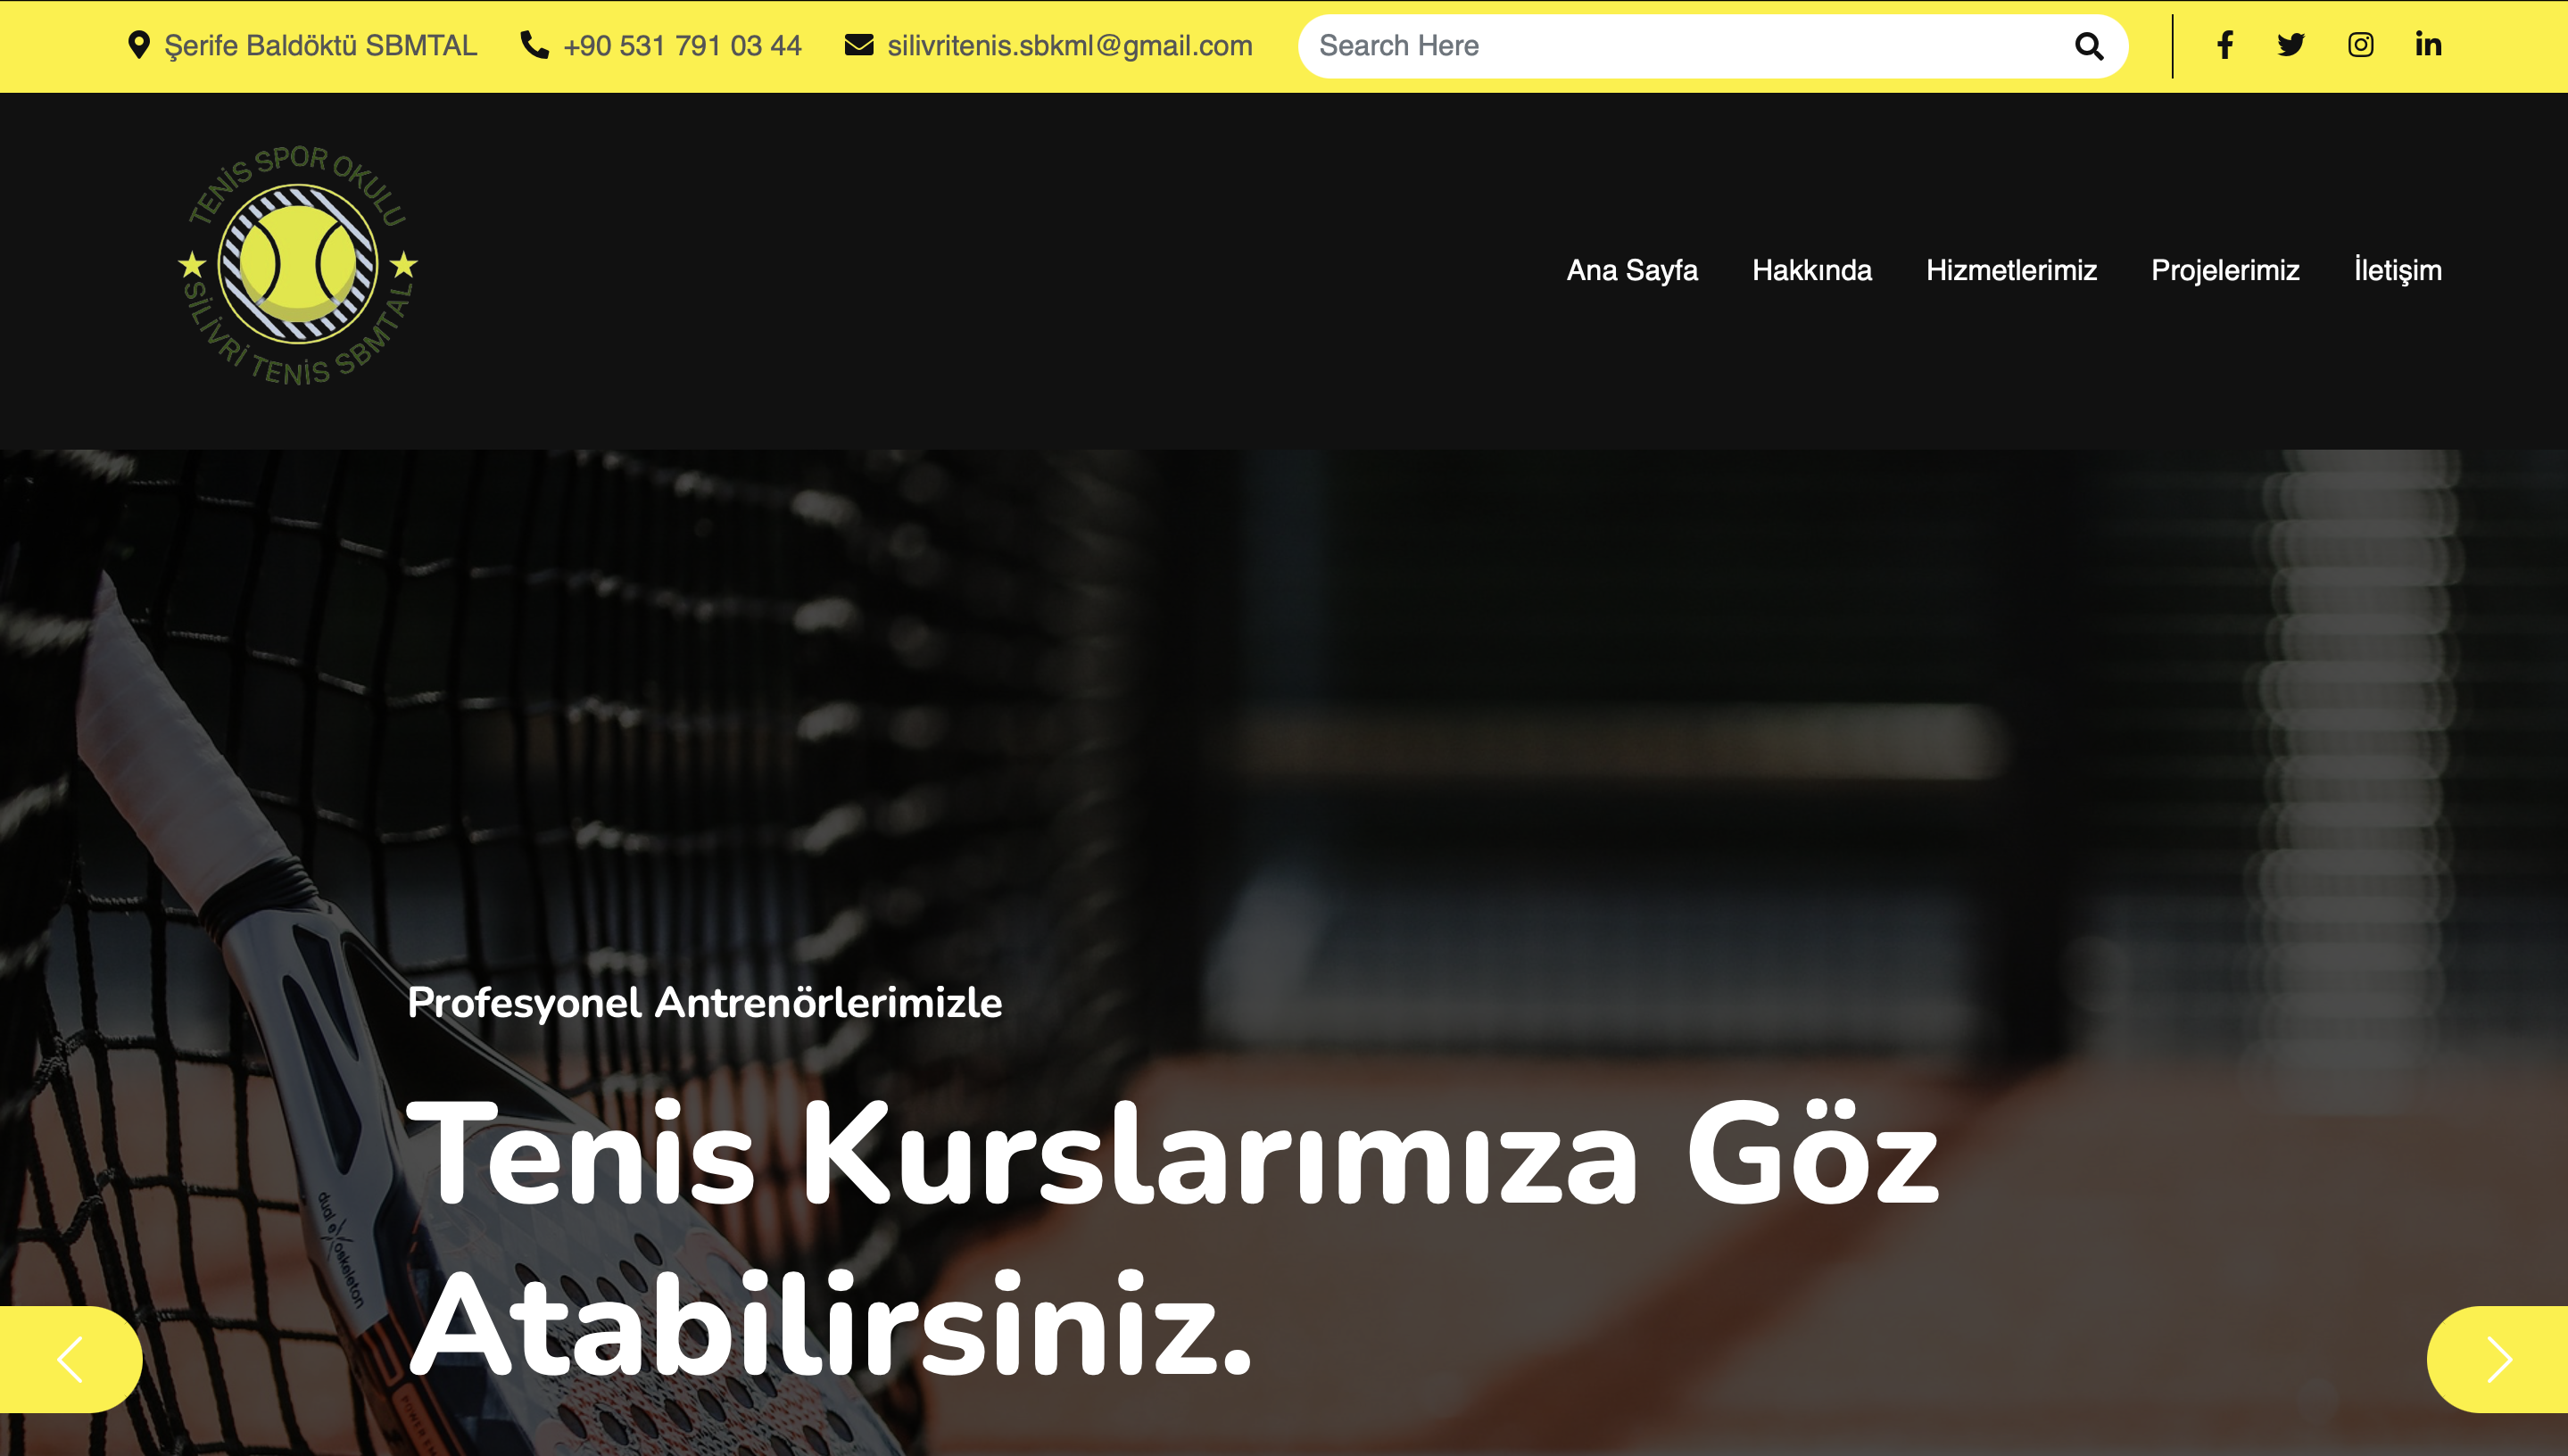 Şerife Baldöktü SBMTAL +90 531 791 03 44 silivritenis.sbkml@gmail.com Search Here
TENİS SPOR OKULU
SİLİVRİ TENİS SBMTAL
Ana Sayfa Hakkında Hizmetlerimiz Projelerimiz İletişim
Profesyonel Antrenörlerimizle
Tenis Kurslarımıza Göz
Atabilirsiniz.
dual exoskeleton